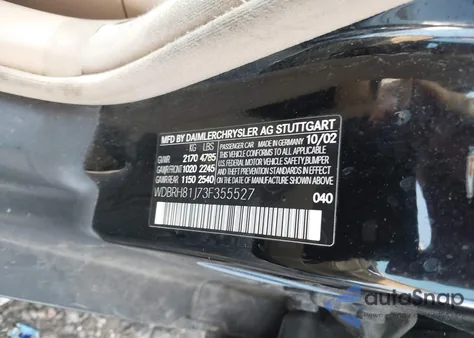 MFD BY DAIMLERCHRYSLER AG STUTTGART
KG LBS PASSENGER CAR MADE IN GERMANY 10/02
GVWR 2170 4785 THIS VEHICLE CONFORMS TO ALL APPLICABLE
GAWR FRONT 1020 2245 U.S. FEDERAL MOTOR VEHICLE SAFETY, BUMPER
GAWR REAR 1150 2540 AND THEFT PREVENTION STANDARDS IN EFFECT
ON THE DATE OF MANUFACTURE SHOWN ABOVE
WDBRH81J73F355527 040
autoSnap